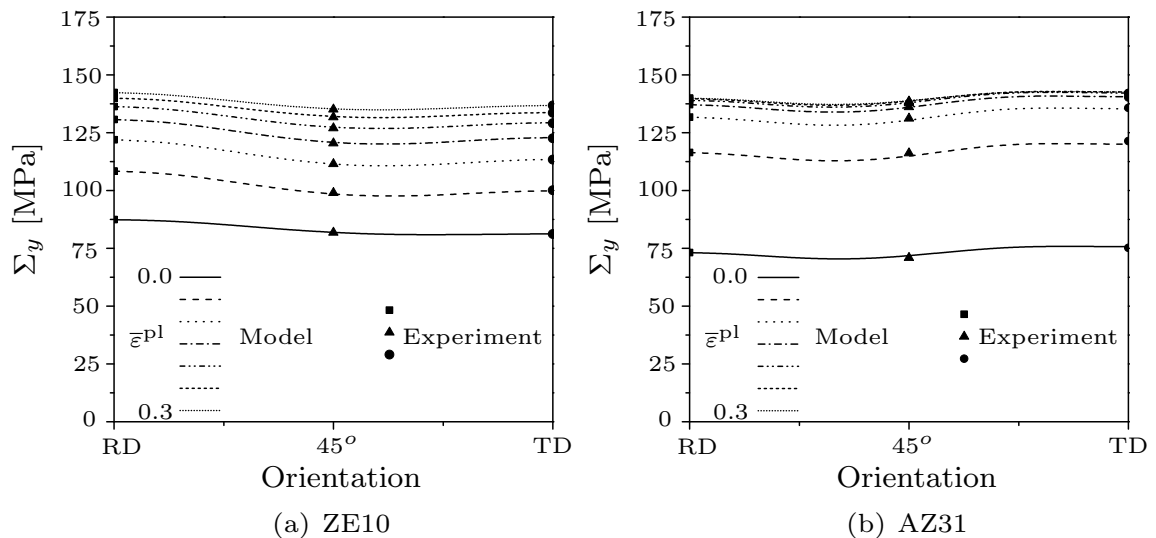 175
150
125
100
75
50
25
0
Σy [MPa]
0.0
ε̅pl
0.3
Model
Experiment
RD
45o
TD
Orientation
(a) ZE10
175
150
125
100
75
50
25
0
Σy [MPa]
0.0
ε̅pl
0.3
Model
Experiment
RD
45o
TD
Orientation
(b) AZ31